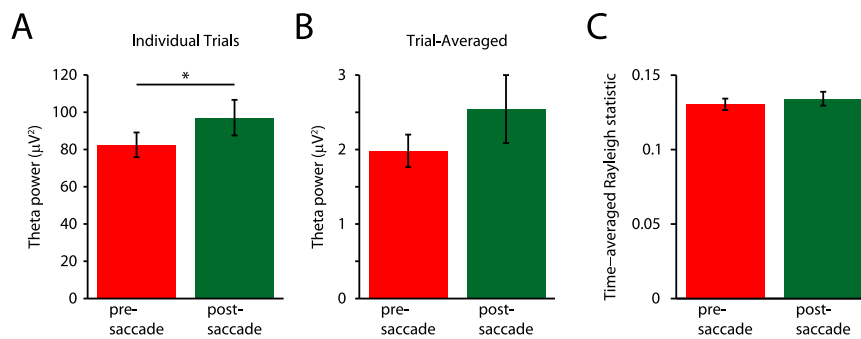 A
Individual Trials
*
120
100
80
60
40
20
0
Theta power (μV²)
pre-
saccade
post-
saccade
B
Trial-Averaged
3
2
1
0
Theta power (μV²)
pre-
saccade
post-
saccade
C
0.15
0.1
0.05
0
Time–averaged Rayleigh statistic
pre-
saccade
post-
saccade